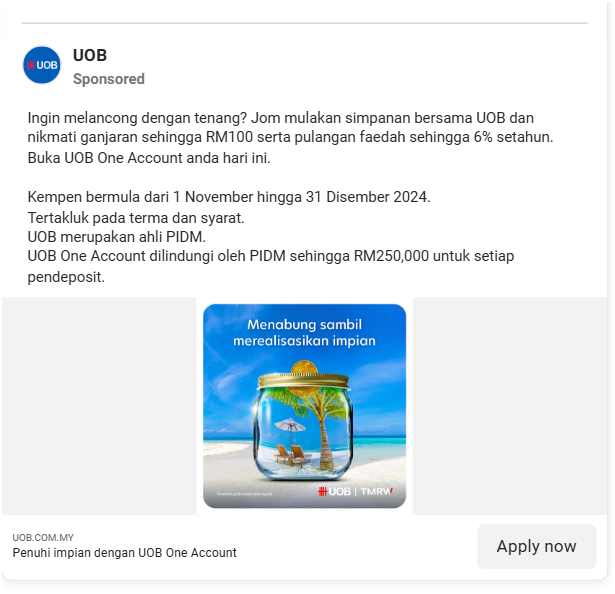 UOB
UOB
Sponsored
Ingin melancong dengan tenang? Jom mulakan simpanan bersama UOB dan
nikmati ganjaran sehingga RM100 serta pulangan faedah sehingga 6% setahun.
Buka UOB One Account anda hari ini.
Kempen bermula dari 1 November hingga 31 Disember 2024.
Tertakluk pada terma dan syarat.
UOB merupakan ahli PIDM.
UOB One Account dilindungi oleh PIDM sehingga RM250,000 untuk setiap
pendeposit.
Menabung sambil
merealisasikan impian
UOB | TMRW
UOB.COM.MY
Penuhi impian dengan UOB One Account
Apply now